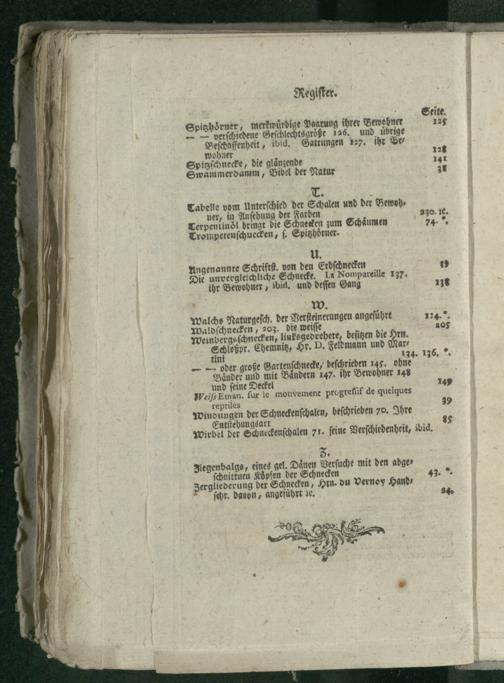 Register.
Seite.
Spitzhörner, merkwürdige Paarung ihrer Bewohner 125
— — verschiedene Geschlechtsgröße 126. und übrige
Beschaffenheit, ibid. Gattungen 127. ihr Be-
wohner 128
Spitzschnecke, die glänzende 141
Swammerdamm, Bibel der Natur 38
T.
Tabelle vom Unterschied der Schalen und der Bewoh-
ner, in Ansehung der Farben 230. ꝛc.
Terpentinöl bringt die Schnecken zum Schäumen 74. *.
Trompetenschnecken, s. Spitzhörner.
U.
Ungenannte Schriftst. von den Erdschnecken 19
Die unvergleichliche Schnecke. La Nompareille 137.
ihr Bewohner, ibid. und dessen Gang 138
W.
Walchs Naturgesch. der Versteinerungen angeführt 114. *.
Waldschnecken, 203. die weisse 205
Weinbergsschnecken, linksgedrehete, besitzen die Hrn.
Schloßpr. Chemnitz, Hr. D. Feldmann und Mar-
tini 134. 136. *.
— — oder große Gartenschnecke, beschrieben 145. ohne
Bänder und mit Bändern 147. ihr Bewohner 148
und seine Deckel 149
Weiss Eman. sur le mouvement progressif de quelques
reptiles 39
Windungen der Schneckenschalen, beschrieben 70. Ihre
Entstehungsart 85
Wirbel der Schneckenschalen 71. seine Verschiedenheit, ibid.
Z.
Ziegenbalgs, eines gel. Dänen Versuche mit den abge-
schnittnen Köpfen der Schnecken 43. *.
Zergliederung der Schnecken, Hrn. du Verney Hand-
schr. davon, angeführt ꝛc. 24.